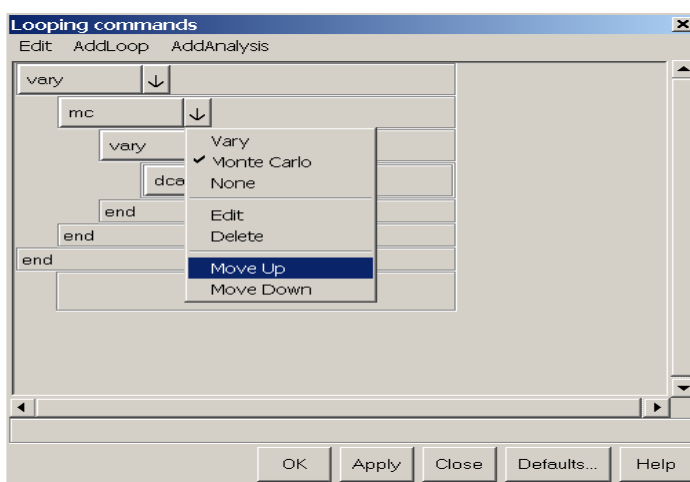 Looping commands
Edit AddLoop AddAnalysis
vary
mc
vary
Vary
Monte Carlo
None
Edit
Delete
Move Up
Move Down
end
end
end
OK Apply Close Defaults... Help